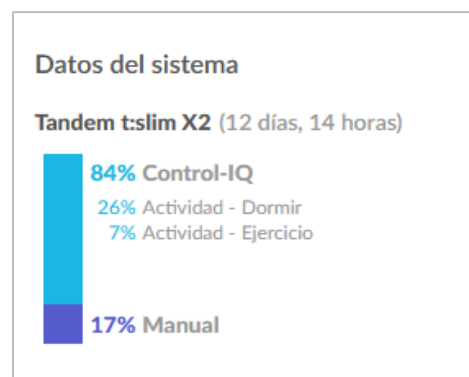 Datos del sistema
Tandem t:slim X2 (12 días, 14 horas)
84% Control-IQ
26% Actividad - Dormir
7% Actividad - Ejercicio
17% Manual